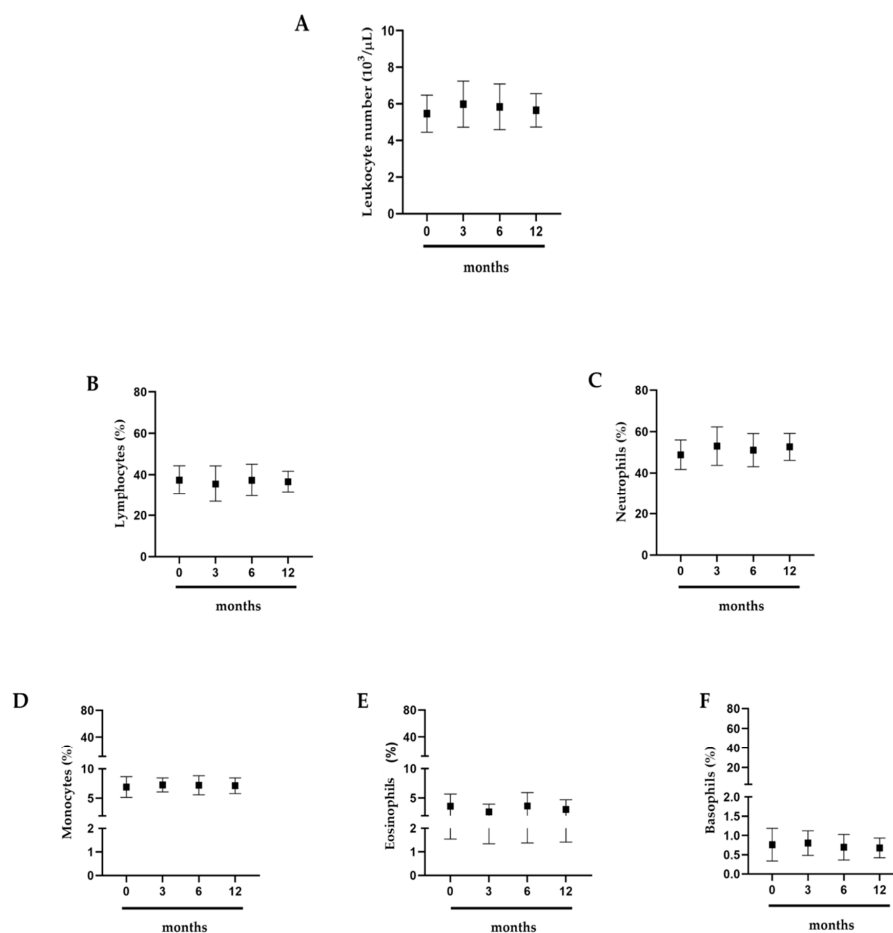 A
Leukocyte number (10³/μL)
10
8
6
4
2
0
0 3 6 12
months
B
Lymphocytes (%)
80
60
40
20
0
0 3 6 12
months
C
Neutrophils (%)
80
60
40
20
0
0 3 6 12
months
D
Monocytes (%)
80
40
10
5
2
1
0
0 3 6 12
months
E
Eosinophils (%)
80
40
10
5
2
1
0
0 3 6 12
months
F
Basophils (%)
80
60
40
20
2.0
1.5
1.0
0.5
0.0
0 3 6 12
months